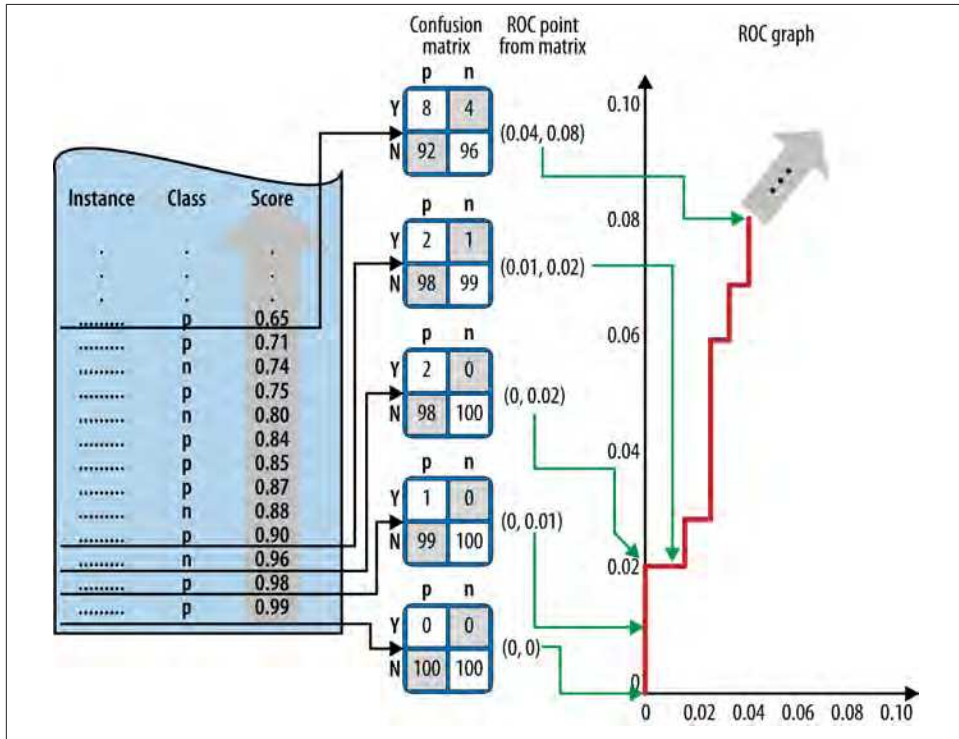 Confusion matrix
ROC point from matrix
ROC graph
Instance Class Score
. . .
. . .
. . .
......... p 0.65
......... p 0.71
......... n 0.74
......... p 0.75
......... n 0.80
......... p 0.84
......... p 0.85
......... p 0.87
......... n 0.88
......... p 0.90
......... n 0.96
......... p 0.98
......... p 0.99
p n
Y 8 4
N 92 96
(0.04, 0.08)
p n
Y 2 1
N 98 99
(0.01, 0.02)
p n
Y 2 0
N 98 100
(0, 0.02)
p n
Y 1 0
N 99 100
(0, 0.01)
p n
Y 0 0
N 100 100
(0, 0)
0.10
0.08
0.06
0.04
0.02
0
0 0.02 0.04 0.06 0.08 0.10
...